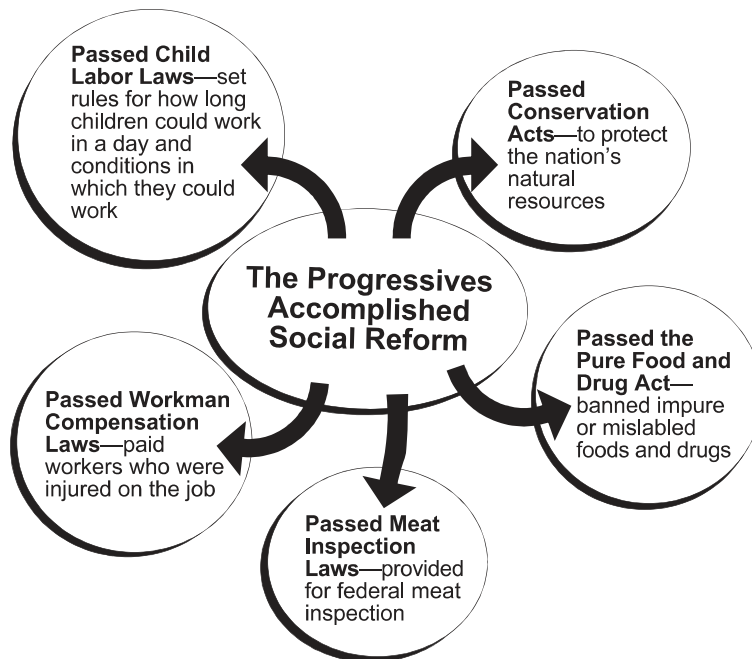 Passed Child
Labor Laws—set
rules for how long
children could work
in a day and
conditions in
which they could
work
Passed
Conservation
Acts—to protect
the nation's
natural
resources
The Progressives
Accomplished
Social Reform
Passed the
Pure Food and
Drug Act—
banned impure
or mislabled
foods and drugs
Passed Workman
Compensation
Laws—paid
workers who were
injured on the job
Passed Meat
Inspection
Laws—provided
for federal meat
inspection